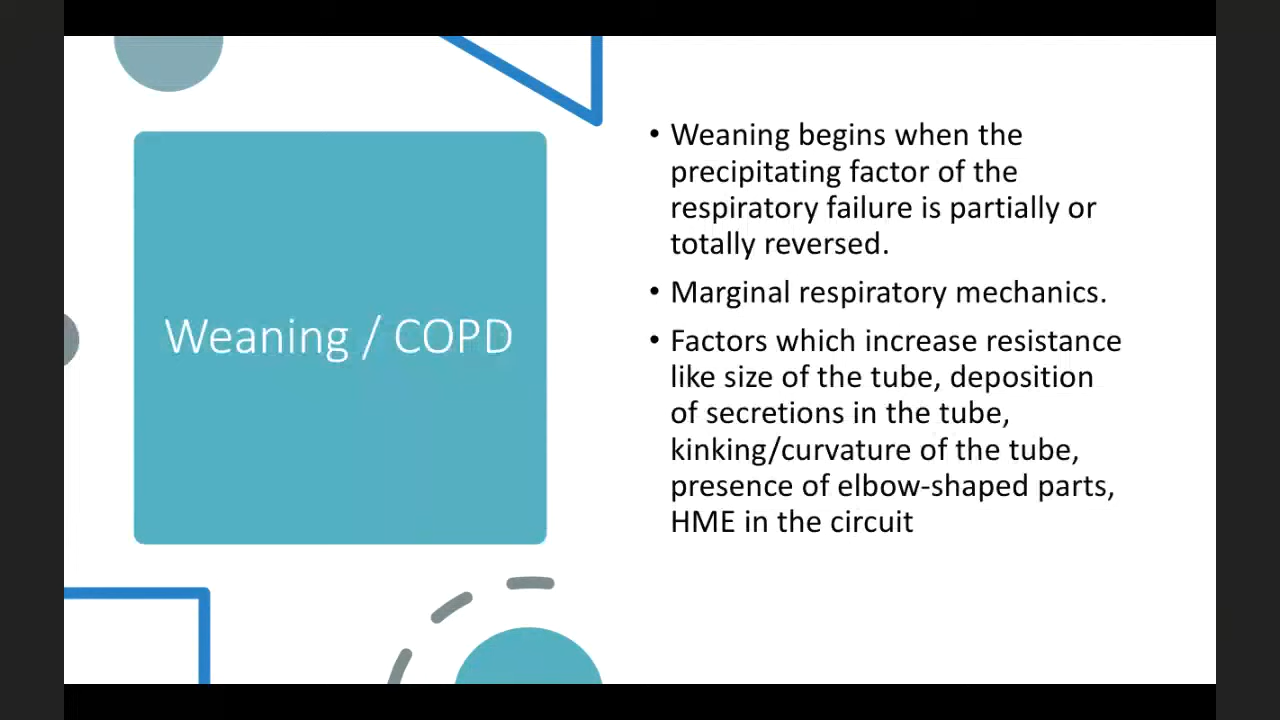 Weaning / COPD
• Weaning begins when the
precipitating factor of the
respiratory failure is partially or
totally reversed.
• Marginal respiratory mechanics.
• Factors which increase resistance
like size of the tube, deposition
of secretions in the tube,
kinking/curvature of the tube,
presence of elbow-shaped parts,
HME in the circuit